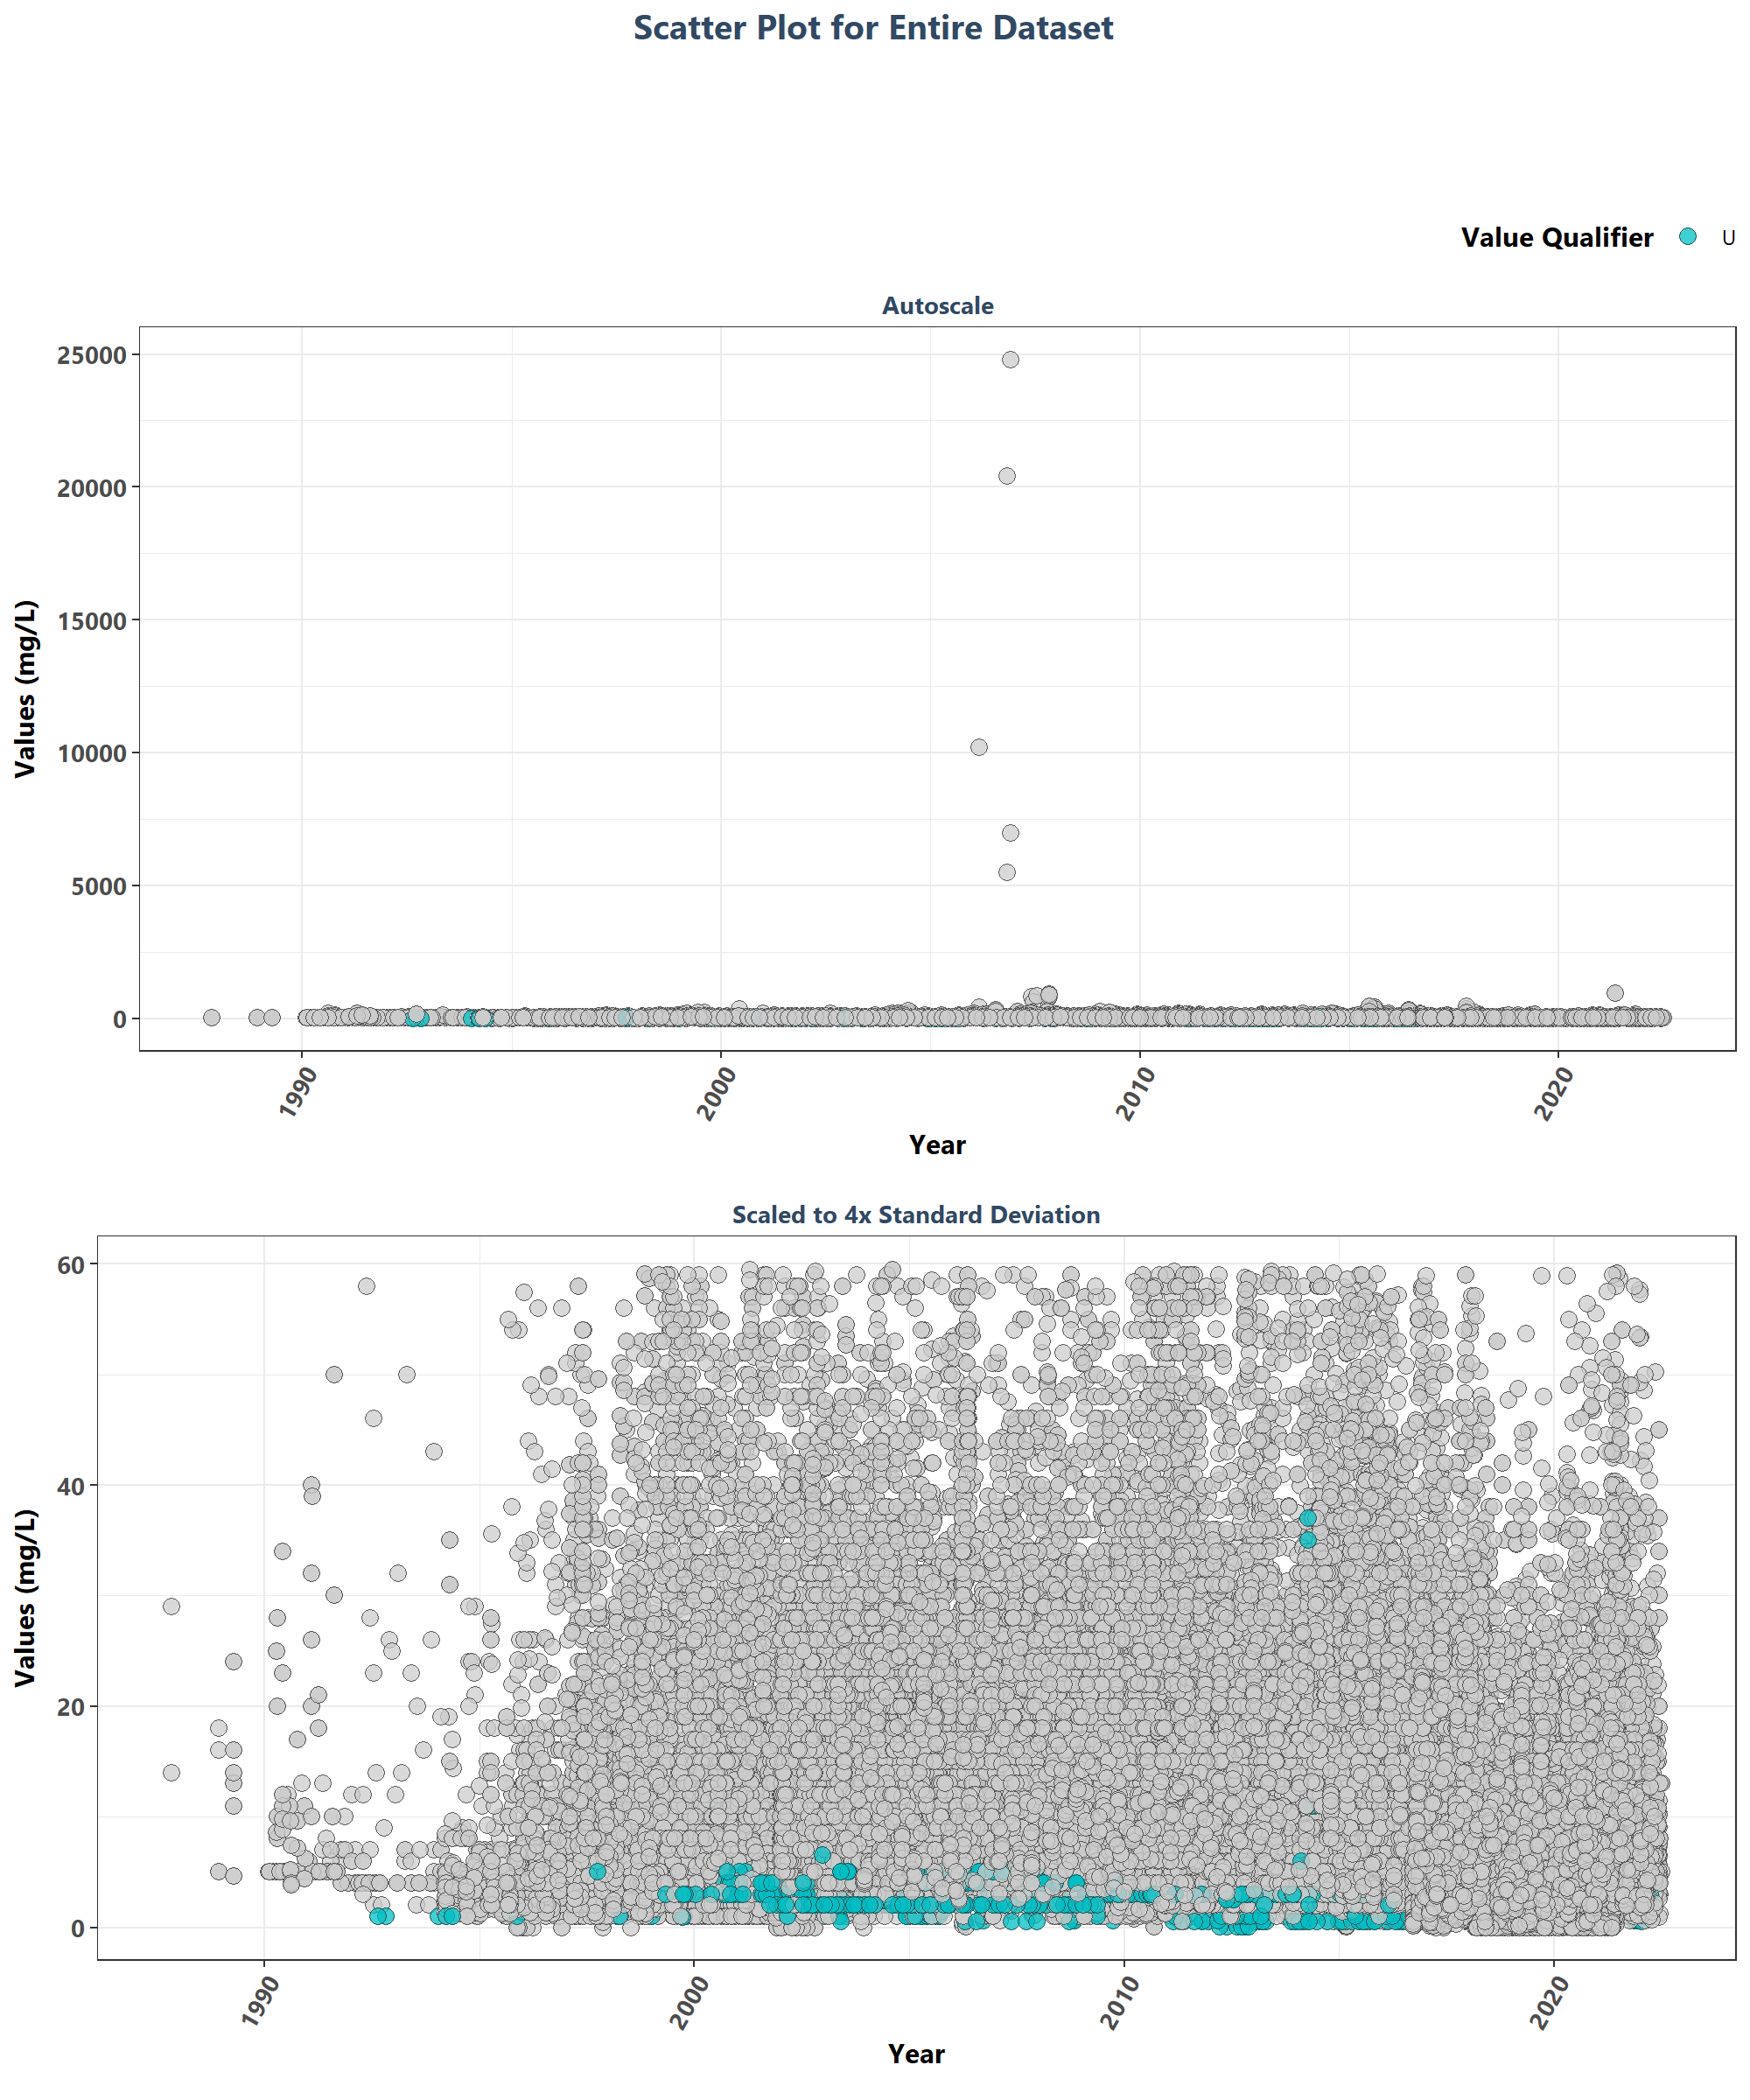 Scatter Plot for Entire Dataset
Value Qualifier U
Autoscale
Values (mg/L)
25000
20000
15000
10000
5000
0
1990 2000 2010 2020
Year
Scaled to 4x Standard Deviation
Values (mg/L)
60
40
20
0
1990 2000 2010 2020
Year